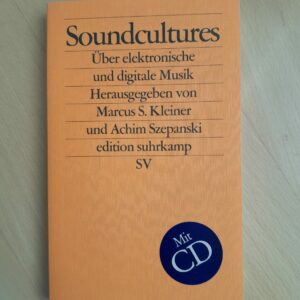 Soundcultures
Über elektronische
und digitale Musik
Herausgegeben von
Marcus S. Kleiner
und Achim Szepanski
edition suhrkamp
SV
Mit
CD